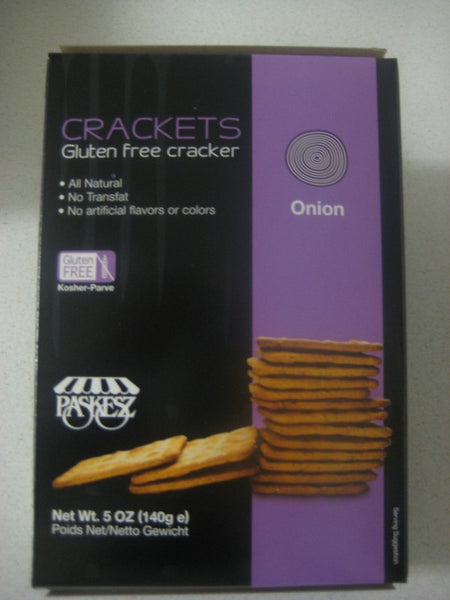 CRACKETS
Gluten free cracker
• All Natural
• No Transfat
• No artificial flavors or colors
Onion
Gluten
FREE
Kosher-Parve
PASKESZ
Net Wt. 5 OZ (140g e)
Poids Net/Netto Gewicht
Serving Suggestion